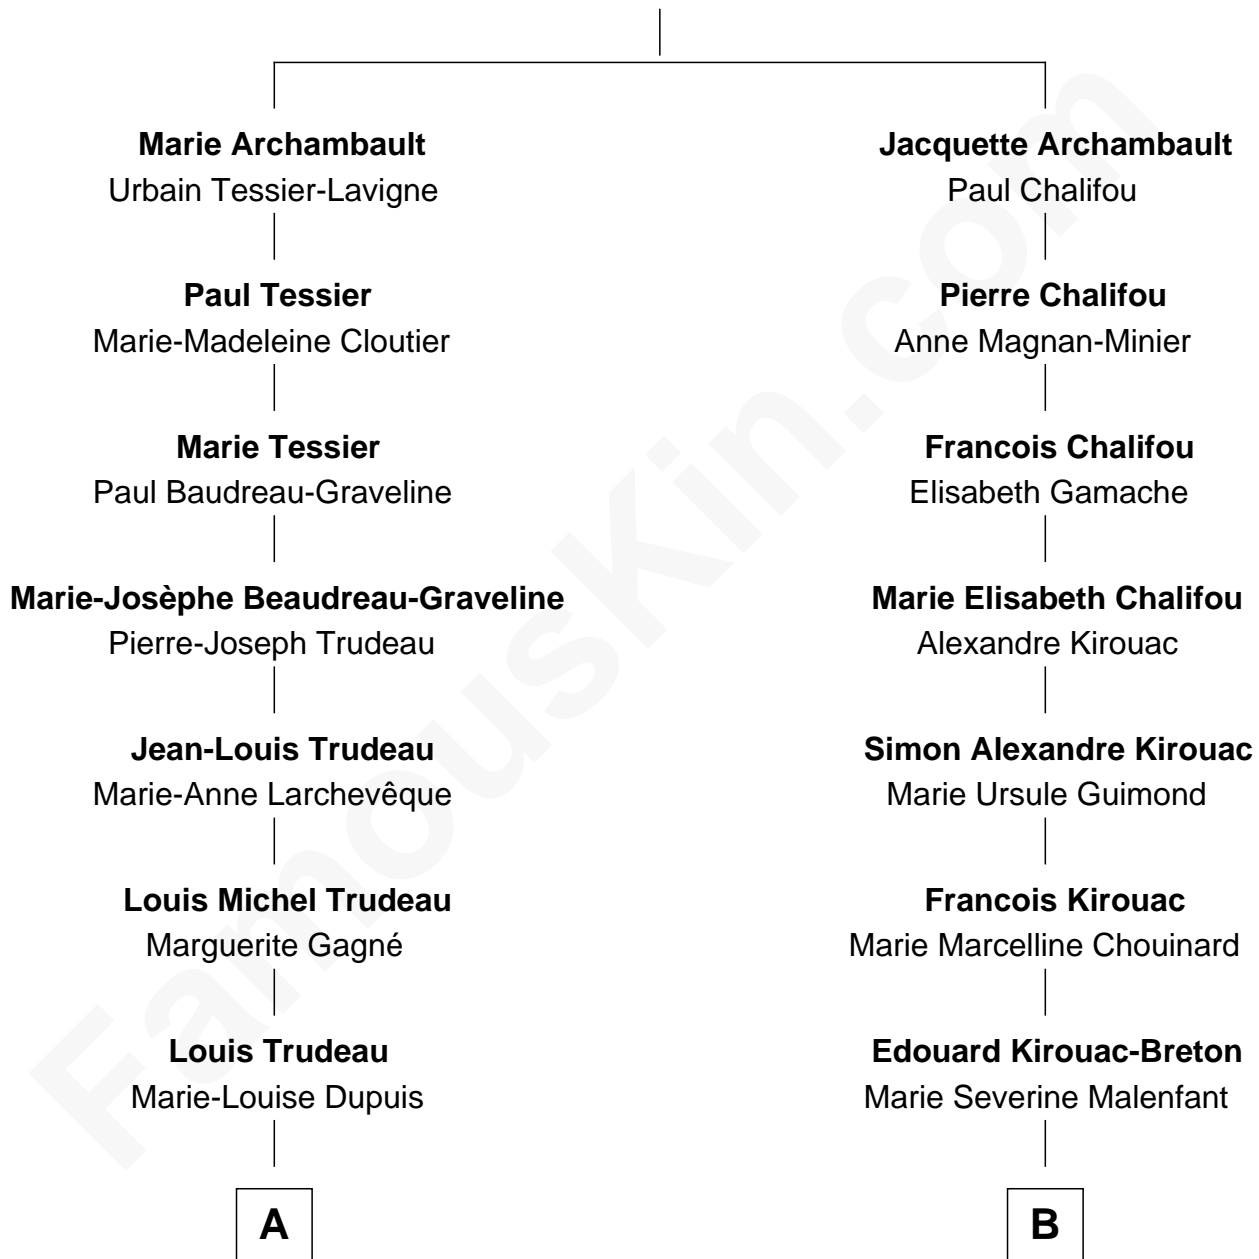 Marie Archambault
Urbain Tessier-Lavigne
Paul Tessier
Marie-Madeleine Cloutier
Marie Tessier
Paul Baudreau-Graveline
Marie-Josèphe Beaudreau-Graveline
Pierre-Joseph Trudeau
Jean-Louis Trudeau
Marie-Anne Larchevêque
Louis Michel Trudeau
Marguerite Gagné
Louis Trudeau
Marie-Louise Dupuis
A
Jacquette Archambault
Paul Chalifou
Pierre Chalifou
Anne Magnan-Minier
Francois Chalifou
Elisabeth Gamache
Marie Elisabeth Chalifou
Alexandre Kirouac
Simon Alexandre Kirouac
Marie Ursule Guimond
Francois Kirouac
Marie Marcelline Chouinard
Edouard Kirouac-Breton
Marie Severine Malenfant
B
FamousKin.com